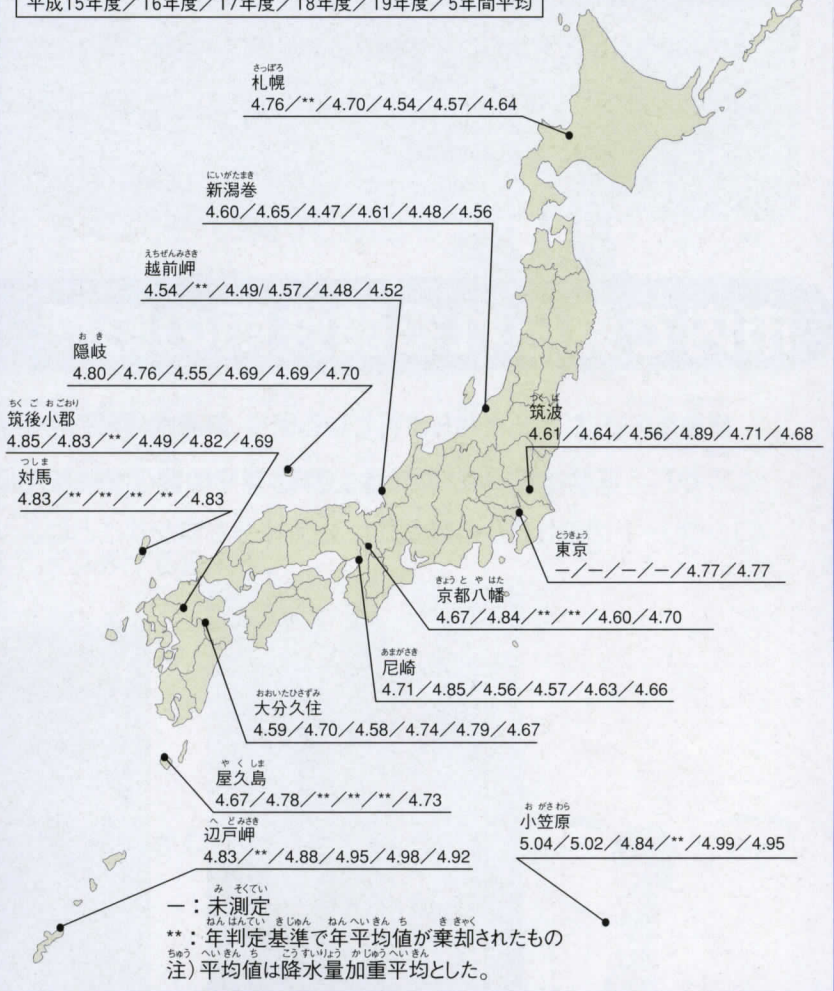 平成15年度／16年度／17年度／18年度／19年度／5年間平均
さっぽろ
札幌
4.76／**／4.70／4.54／4.57／4.64
にいがたまき
新潟巻
4.60／4.65／4.47／4.61／4.48／4.56
えちぜんみさき
越前岬
4.54／**／4.49/ 4.57／4.48／4.52
おき
隠岐
4.80／4.76／4.55／4.69／4.69／4.70
ちくごおごおり
筑後小郡
4.85／4.83／**／4.49／4.82／4.69
つしま
対馬
4.83／**／**／**／**／4.83
つくば
筑波
4.61／4.64／4.56／4.89／4.71／4.68
とうきょう
東京
－／－／－／－／4.77／4.77
きょうとやはた
京都八幡
4.67／4.84／**／**／4.60／4.70
あまがさき
尼崎
4.71／4.85／4.56／4.57／4.63／4.66
おおいたひさずみ
大分久住
4.59／4.70／4.58／4.74／4.79／4.67
やくしま
屋久島
4.67／4.78／**／**／**／4.73
へどみさき
辺戸岬
4.83／**／4.88／4.95／4.98／4.92
おがさわら
小笠原
5.04／5.02／4.84／**／4.99／4.95
みそくてい
－：未測定
ねんはんてい きじゅん ねんへいきんち ききゃく
**：年判定基準で年平均値が棄却されたもの
ちゅう へいきんち こうすいりょうかじゅうへいきん
注）平均値は降水量加重平均とした。